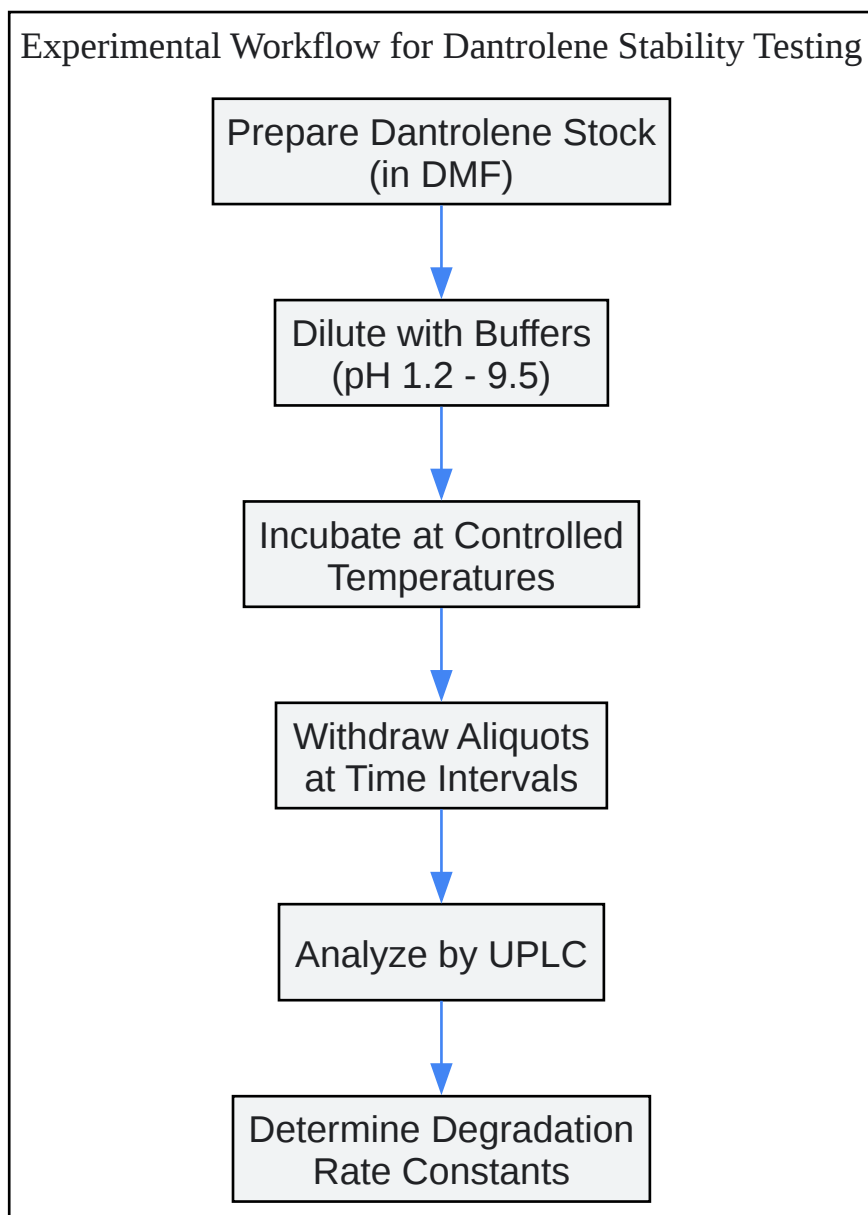 Experimental Workflow for Dantrolene Stability Testing
Prepare Dantrolene Stock
(in DMF)
Dilute with Buffers
(pH 1.2 - 9.5)
Incubate at Controlled
Temperatures
Withdraw Aliquots
at Time Intervals
Analyze by UPLC
Determine Degradation
Rate Constants